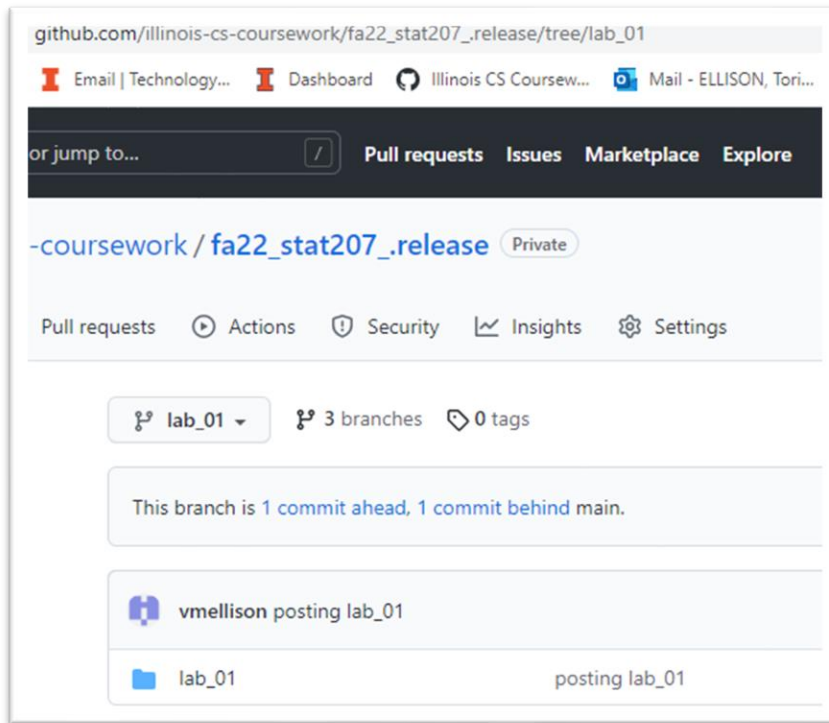 github.com/illinois-cs-coursework/fa22_stat207_.release/tree/lab_01
Email | Technology... Dashboard Illinois CS Coursew... Mail - ELLISON, Tori...
or jump to... / Pull requests Issues Marketplace Explore
-coursework / fa22_stat207_.release Private
Pull requests Actions Security Insights Settings
lab_01 3 branches 0 tags
This branch is 1 commit ahead, 1 commit behind main.
vmellison posting lab_01
lab_01 posting lab_01